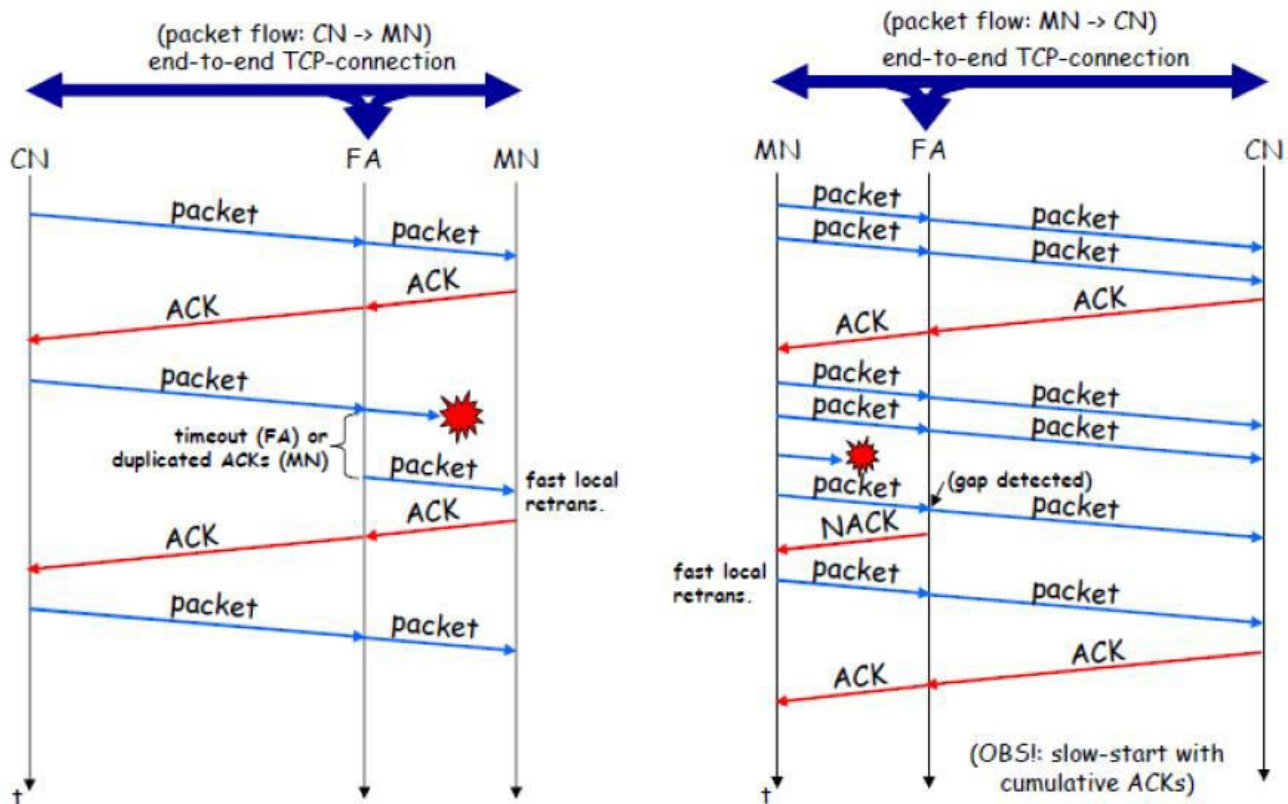 (packet flow: CN -> MN)
end-to-end TCP-connection
CN
FA
MN
packet
packet
ACK
ACK
packet
timeout (FA) or
duplicated ACKs (MN)
packet
fast local
retrans.
ACK
ACK
packet
packet
t
(packet flow: MN -> CN)
end-to-end TCP-connection
MN
FA
CN
packet
packet
packet
packet
ACK
ACK
packet
packet
packet
packet
(gap detected)
packet
packet
NACK
fast local
retrans.
packet
packet
ACK
ACK
(OBS!: slow-start with
cumulative ACKs)
t